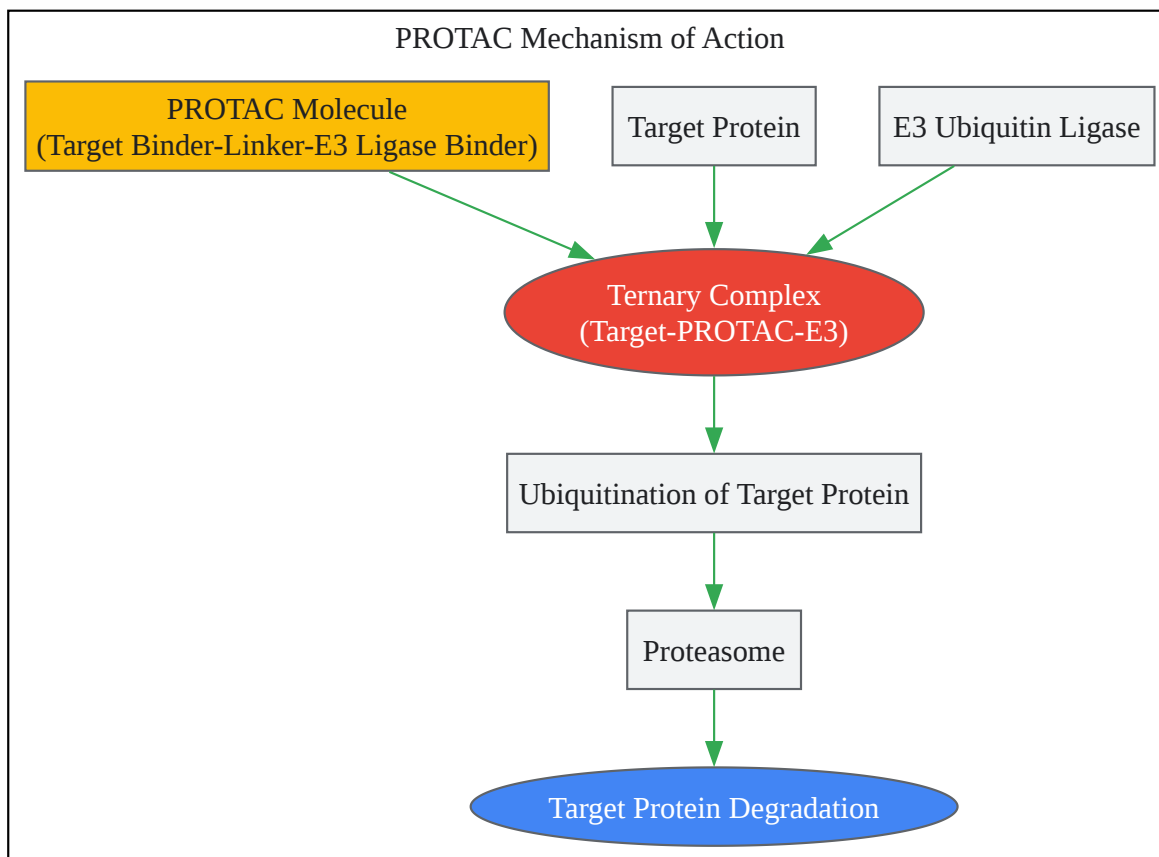 PROTAC Mechanism of Action
PROTAC Molecule
(Target Binder-Linker-E3 Ligase Binder)
Target Protein
E3 Ubiquitin Ligase
Ternary Complex
(Target-PROTAC-E3)
Ubiquitination of Target Protein
Proteasome
Target Protein Degradation